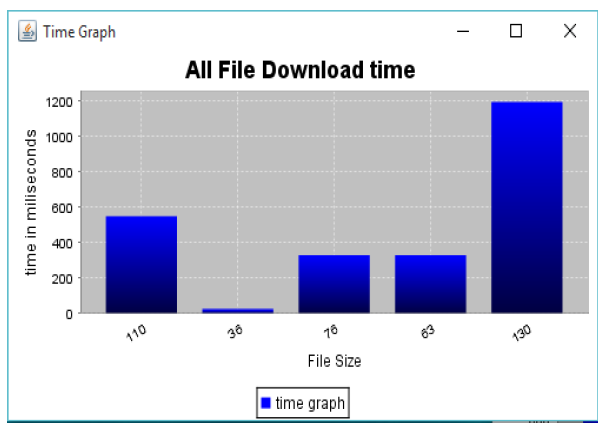 Time Graph
All File Download time
time in miliseconds
1200
1000
800
600
400
200
0
110 36 76 63 130
File Size
time graph